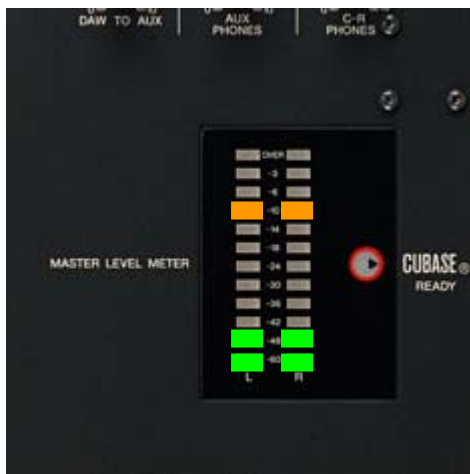 DAW TO AUX
AUX
PHONES
C-R
PHONES
OVER
-3
-6
-10
-14
-18
-24
-30
-36
-42
-48
-60
L R
MASTER LEVEL METER
CUBASE®
READY